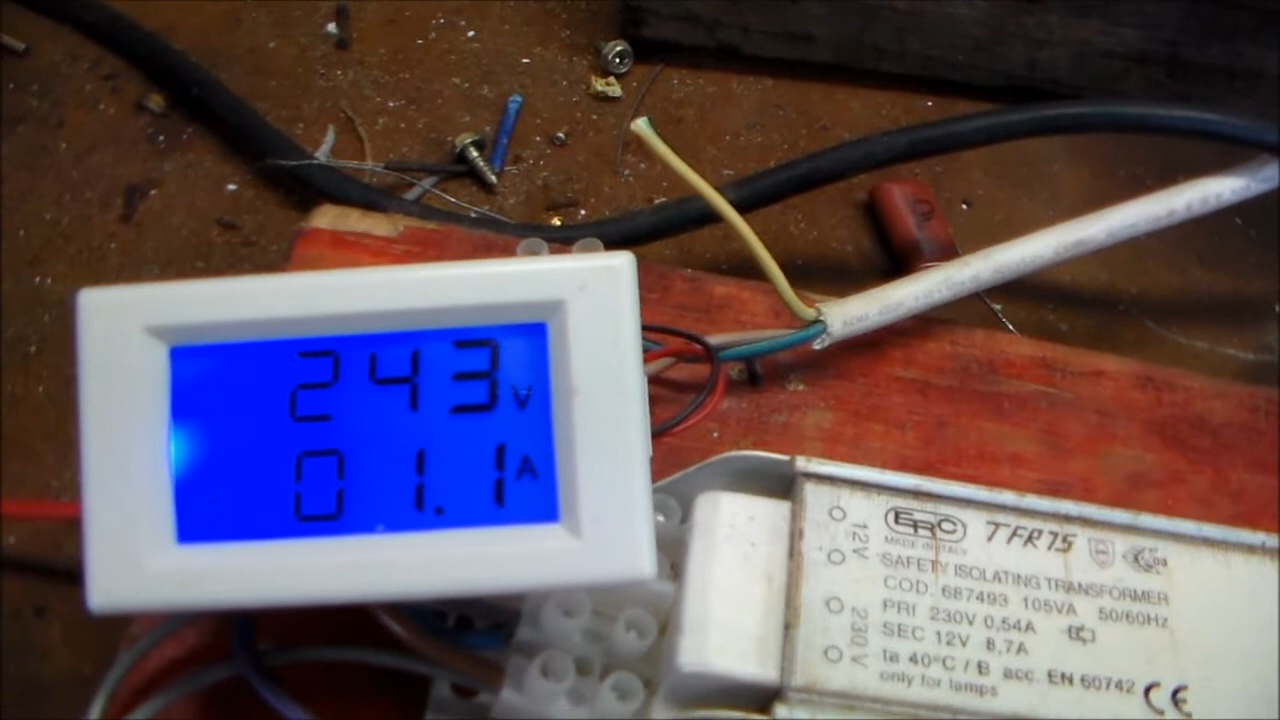 243 V
01.1 A
ERC TFR75
MADE IN ITALY
12V
230V
SAFETY ISOLATING TRANSFORMER
COD. 687493 105VA 50/60Hz
PRI 230V 0,54A
SEC 12V 8,7A
ta 40°C / B acc. EN 60742
only for lamps
CE